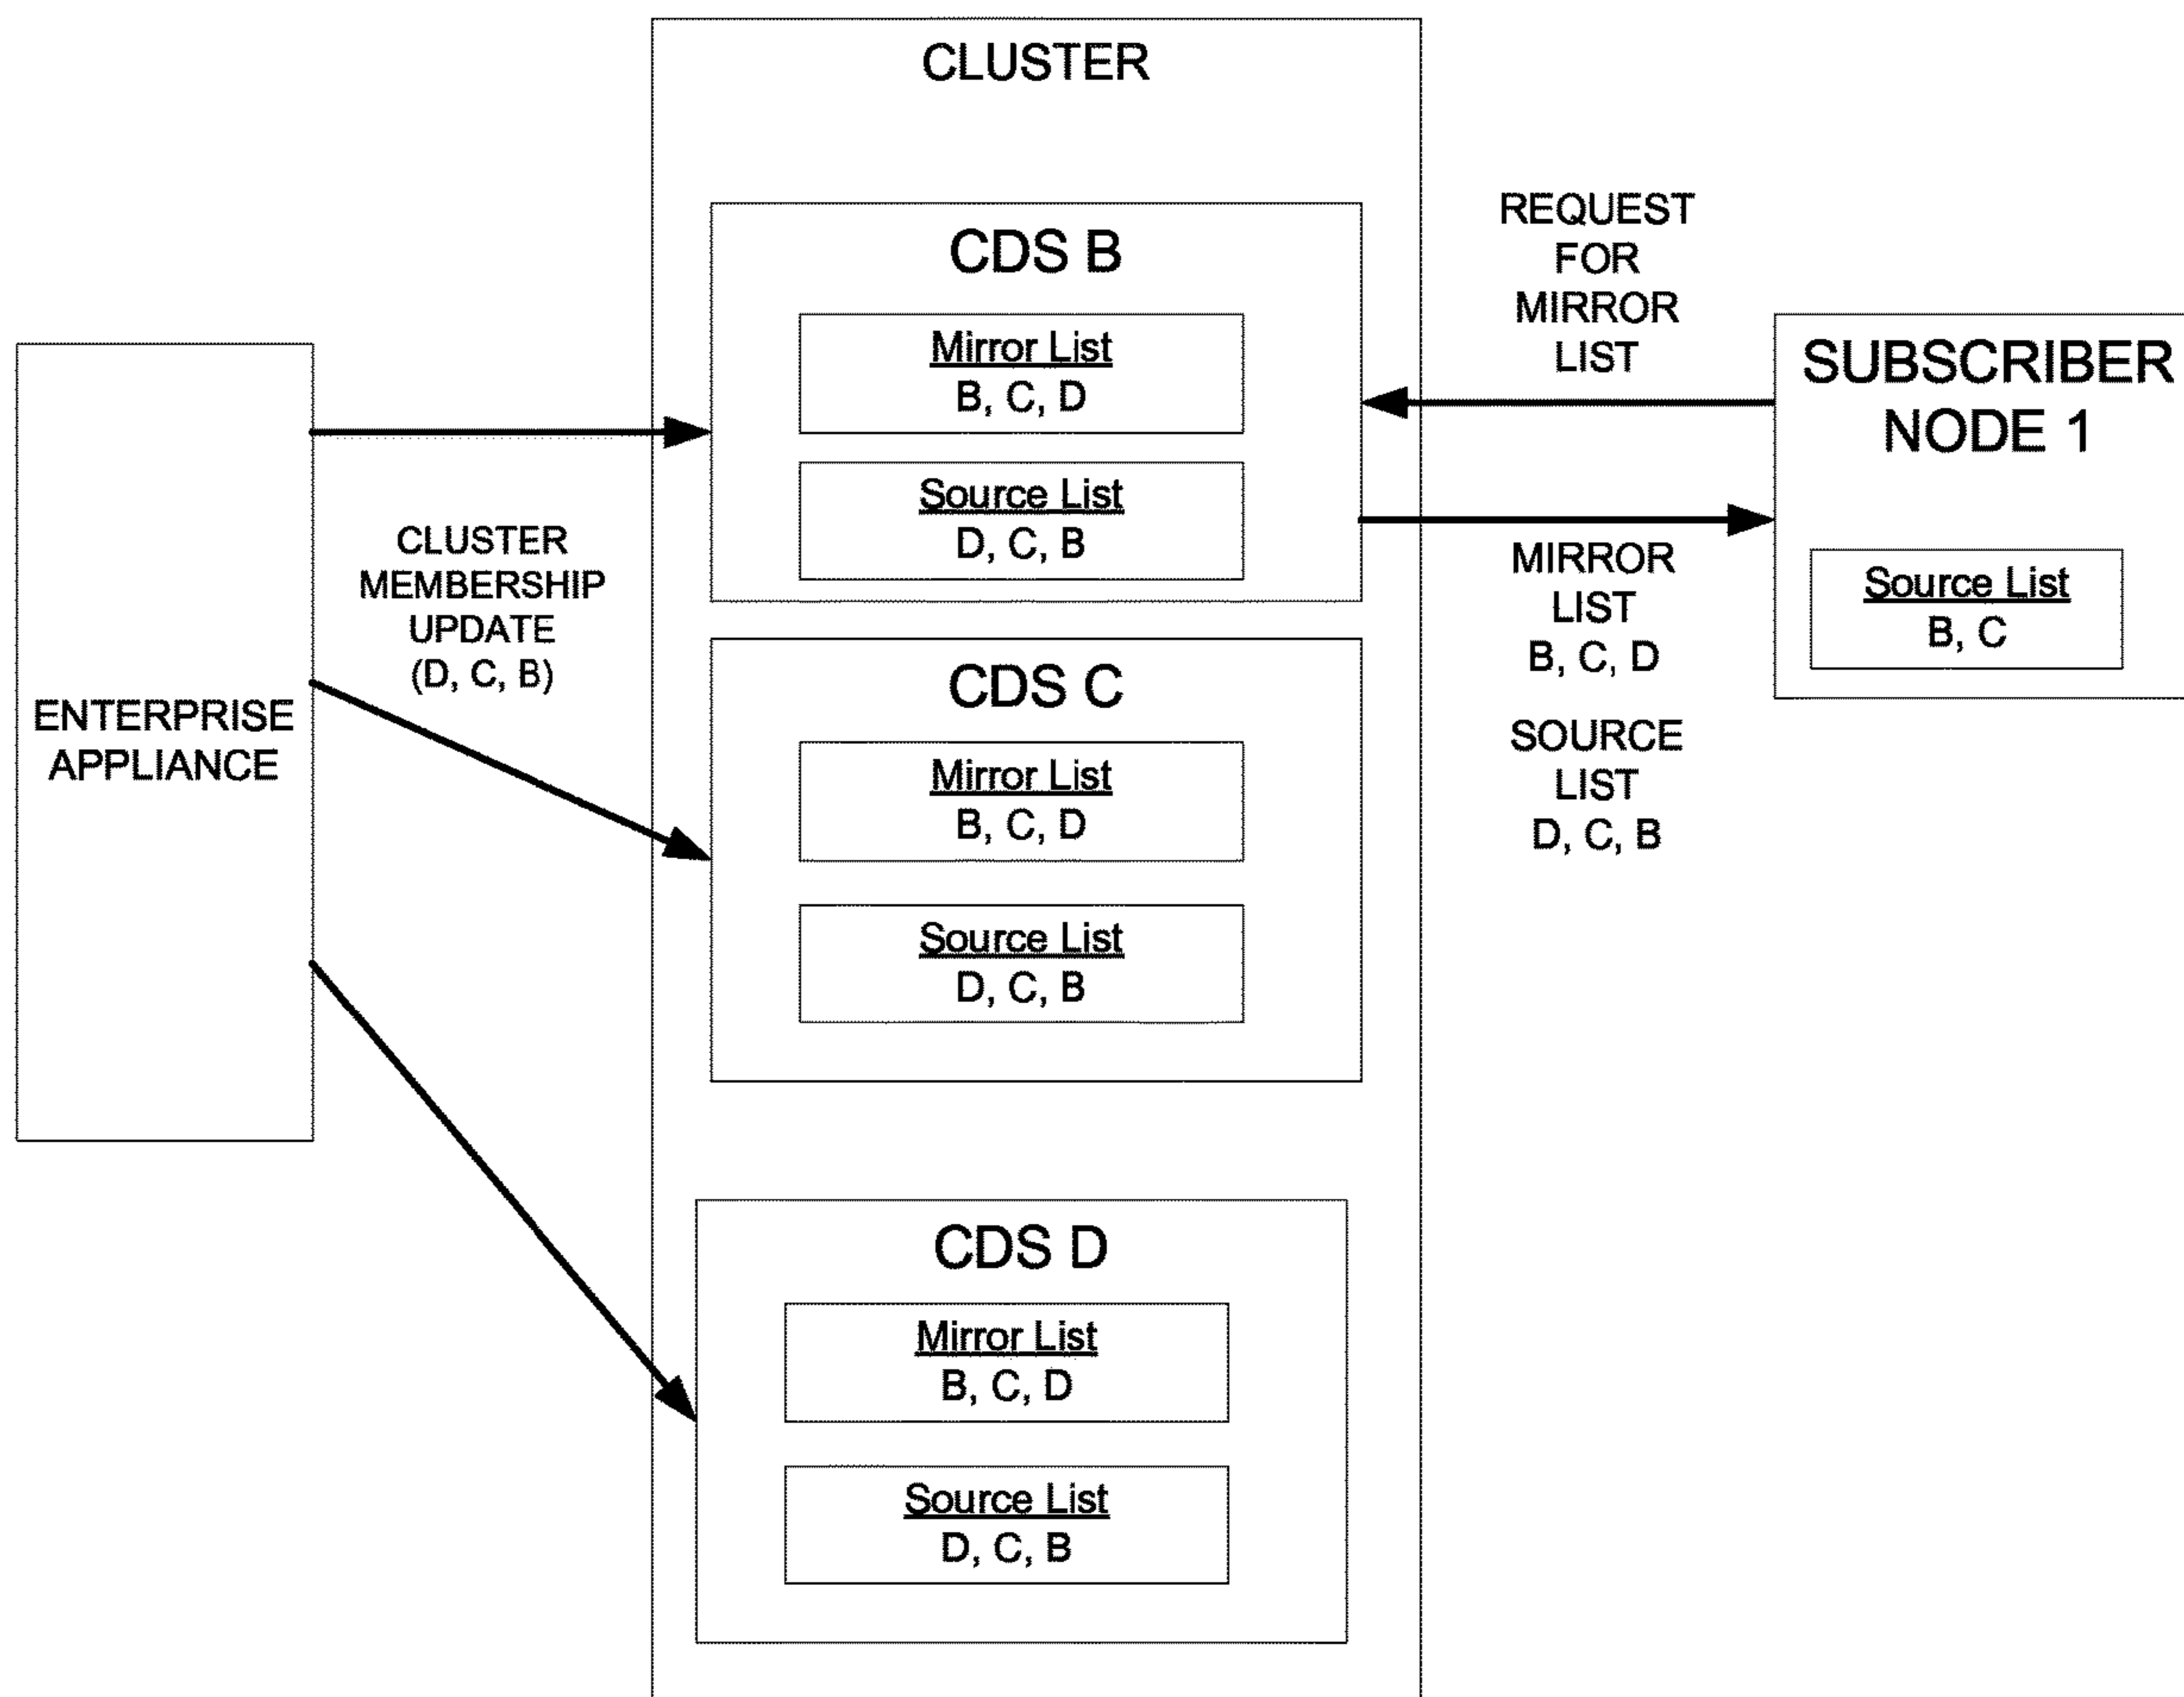 CLUSTER
ENTERPRISE
APPLIANCE
CLUSTER
MEMBERSHIP
UPDATE
(D, C, B)
CDS B
Mirror List
B, C, D
Source List
D, C, B
CDS C
Mirror List
B, C, D
Source List
D, C, B
CDS D
Mirror List
B, C, D
Source List
D, C, B
REQUEST
FOR
MIRROR
LIST
MIRROR
LIST
B, C, D
SOURCE
LIST
D, C, B
SUBSCRIBER
NODE 1
Source List
B, C